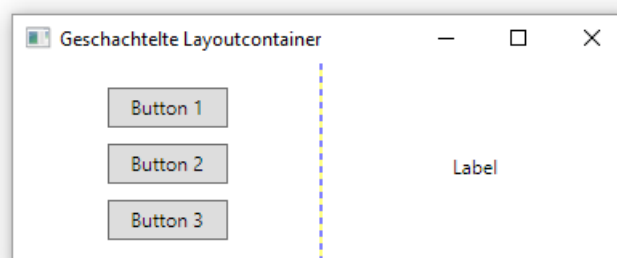 Geschachtelte Layoutcontainer
Button 1
Button 2
Label
Button 3